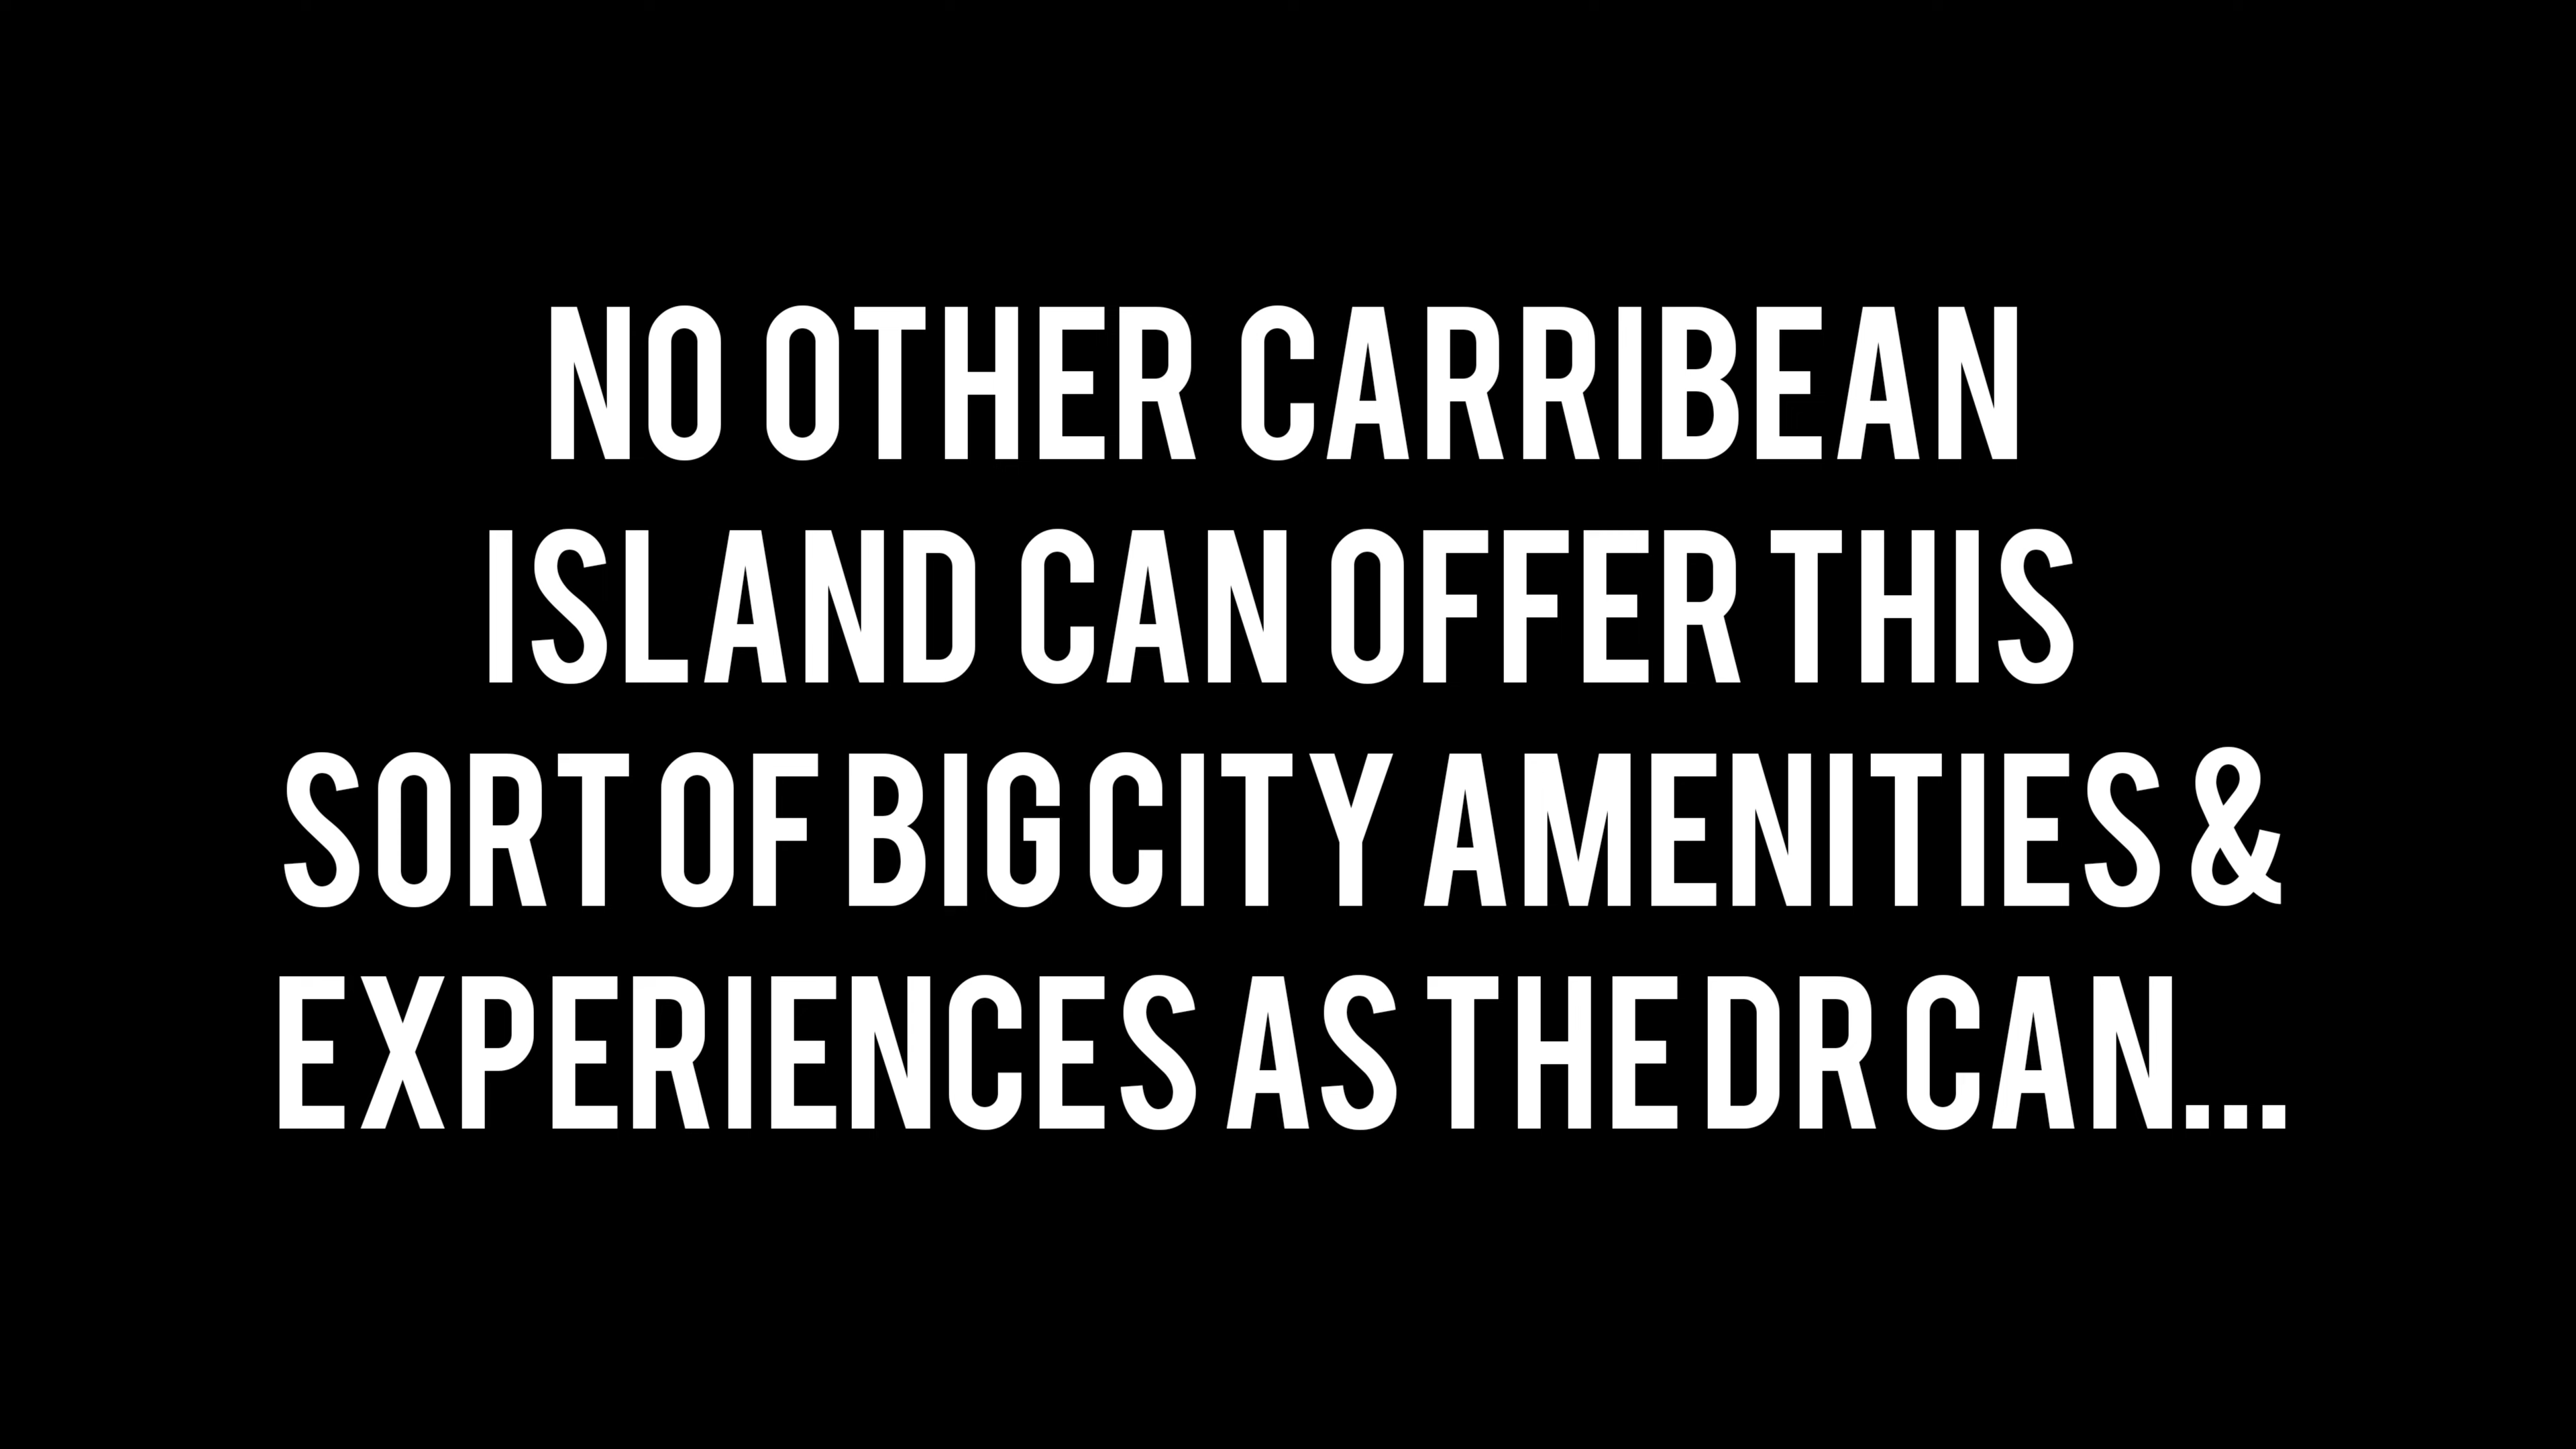 NO OTHER CARRIBEAN
ISLAND CAN OFFER THIS
SORT OF BIG CITY AMENITIES &
EXPERIENCES AS THE DR CAN...